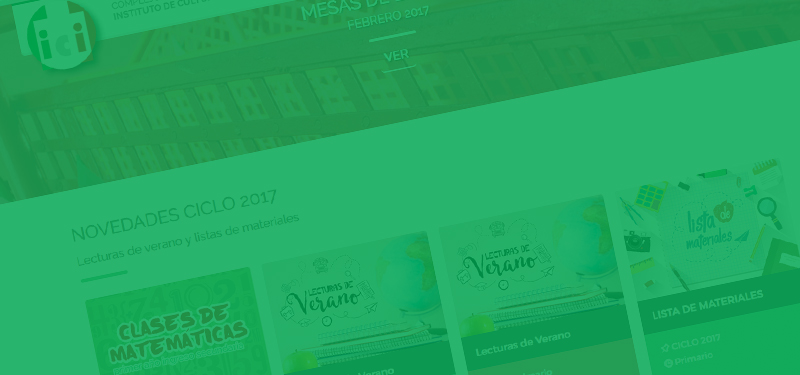 INSTITUTO DE
ici
MESAS DE
FEBRERO 2017
VER
NOVEDADES CICLO 2017
Lecturas de verano y listas de materiales
CLASES DE
MATEMATICAS
LECTURAS DE
Verano
LECTURAS DE
Verano
Lecturas de Verano
lista de
materiales
LISTA DE MATERIALES
CICLO 2017
Primario